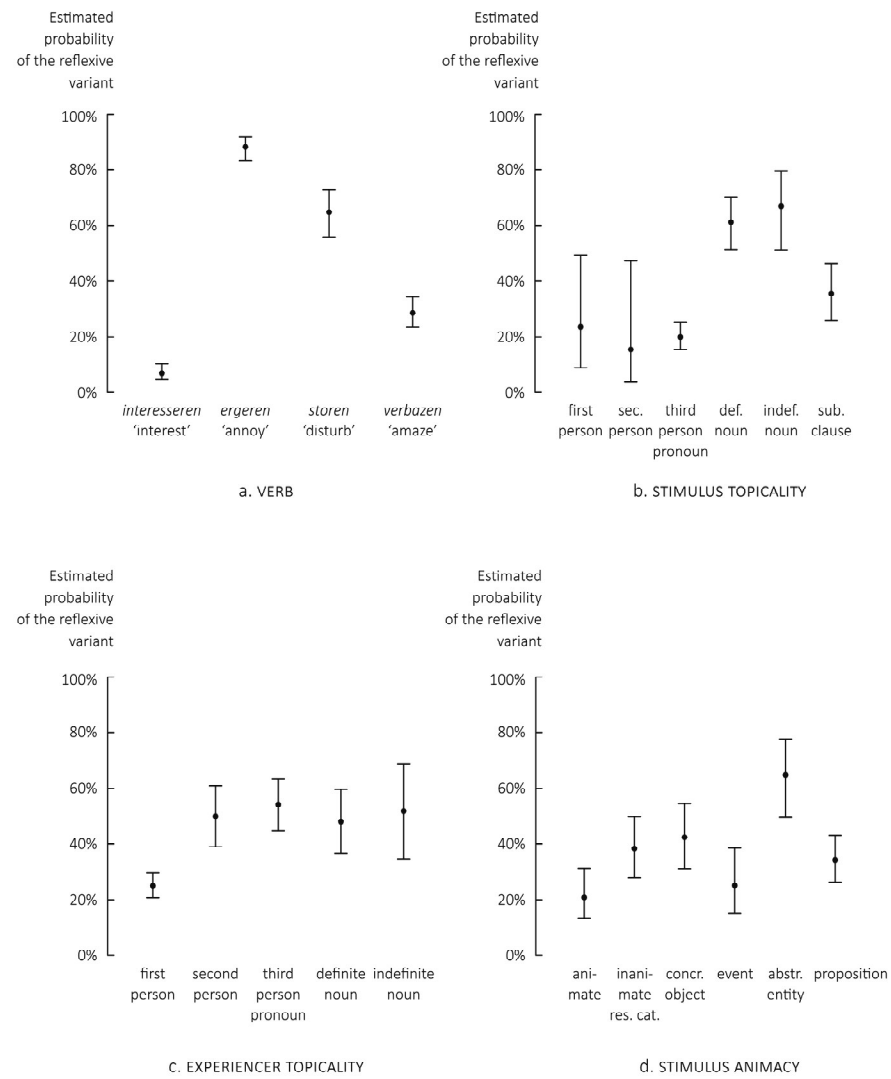 Estimated
probability
of the reflexive
variant
100%
80%
60%
40%
20%
0%
interesseren ergeren storen verbazen
‘interest’ ‘annoy’ ‘disturb’ ‘amaze’
a. VERB
Estimated
probability
of the reflexive
variant
100%
80%
60%
40%
20%
0%
first sec. third def. indef. sub.
person person person noun noun clause
pronoun
b. STIMULUS TOPICALITY
Estimated
probability
of the reflexive
variant
100%
80%
60%
40%
20%
0%
first second third definite indefinite
person person person noun noun
pronoun
c. EXPERIENCER TOPICALITY
Estimated
probability
of the reflexive
variant
100%
80%
60%
40%
20%
0%
ani- inani- concr. event abstr. proposition
mate mate object entity
res. cat.
d. STIMULUS ANIMACY